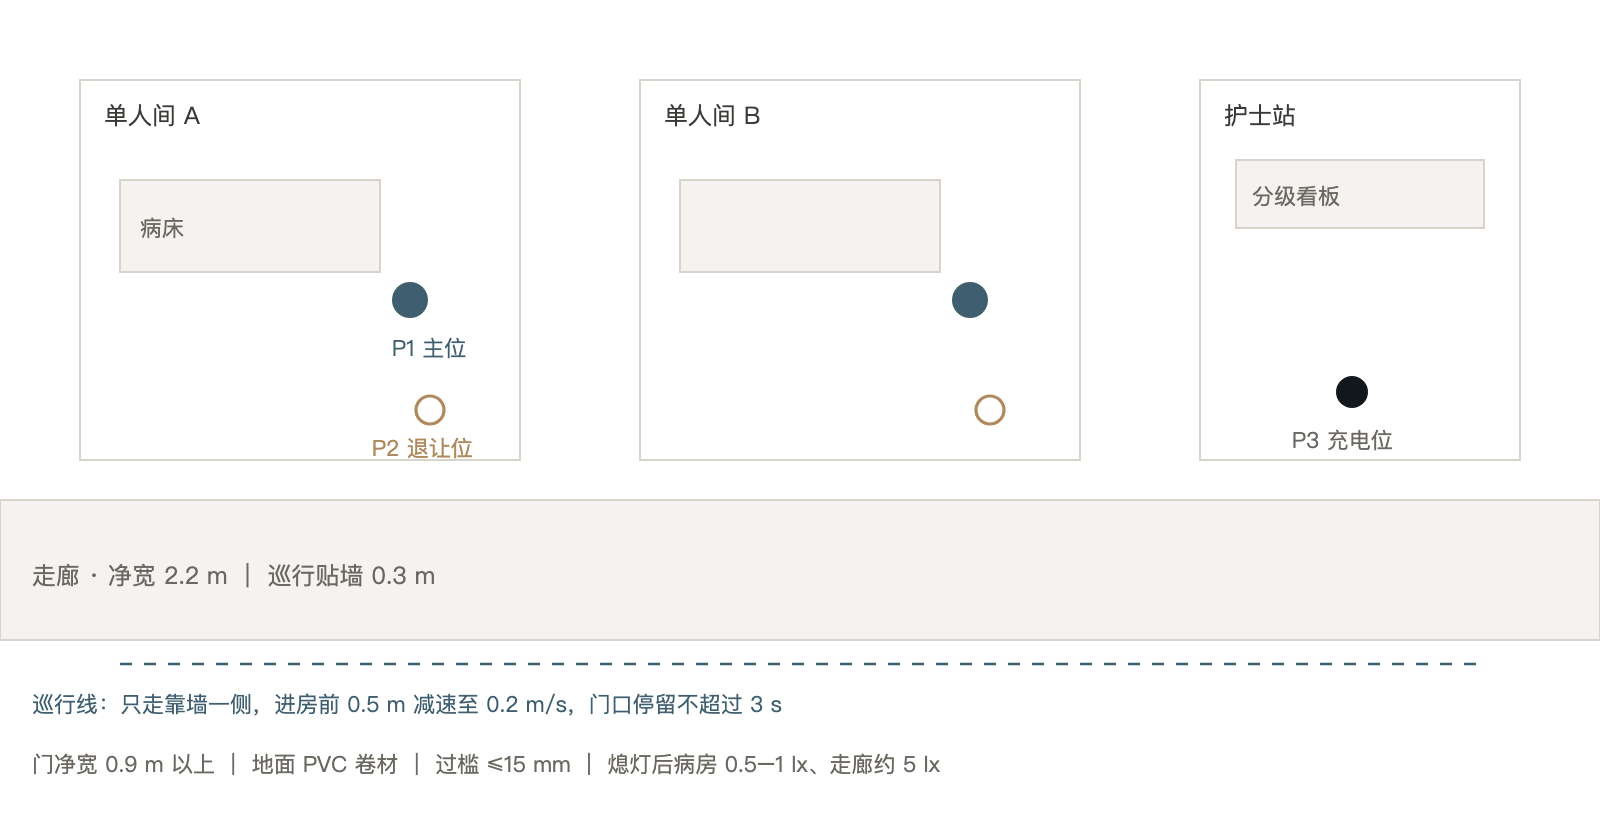 单人间 A
单人间 B
护士站
分级看板
病床
P1 主位
P2 退让位
P3 充电位
走廊 · 净宽 2.2 m ｜ 巡行贴墙 0.3 m
巡行线：只走靠墙一侧，进房前 0.5 m 减速至 0.2 m/s，门口停留不超过 3 s
门净宽 0.9 m 以上 ｜ 地面 PVC 卷材 ｜ 过槛 ≤15 mm ｜ 熄灯后病房 0.5—1 lx、走廊约 5 lx